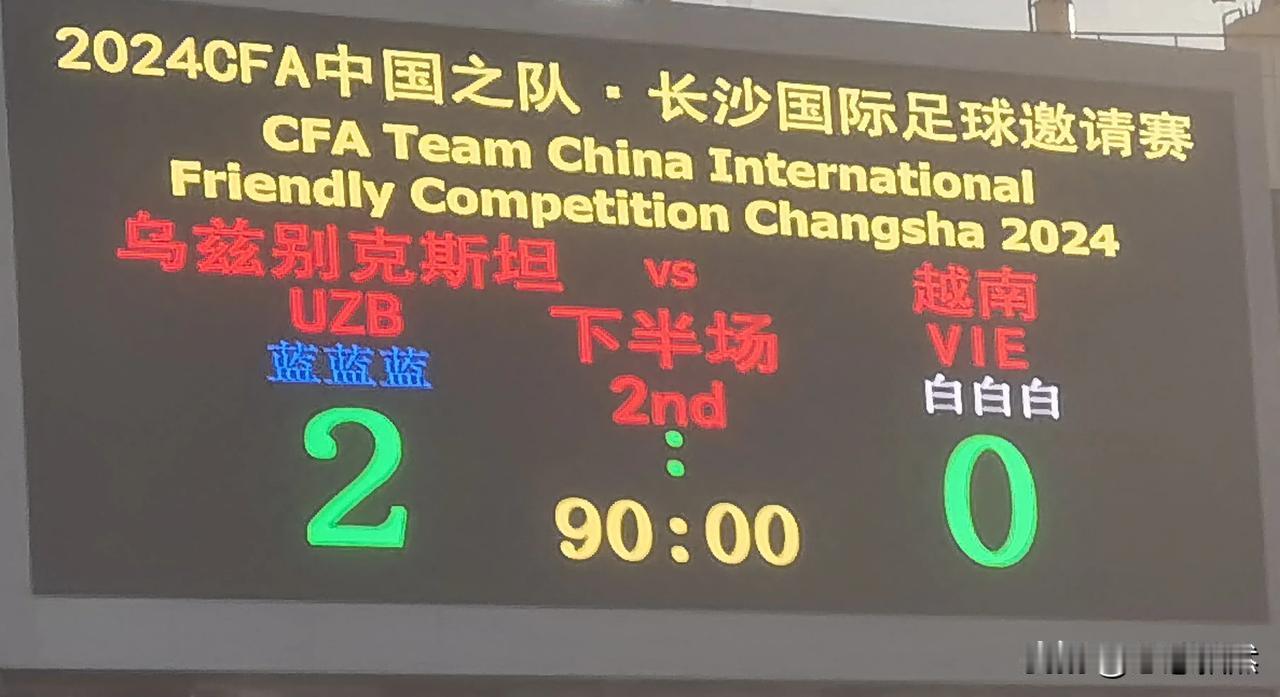 2024CFA中国之队·长沙国际足球邀请赛
CFA Team China International
Friendly Competition Changsha 2024
乌兹别克斯坦 vs 越南
UZB 下半场 VIE
蓝蓝蓝 2nd 白白白
2 : 0
90:00